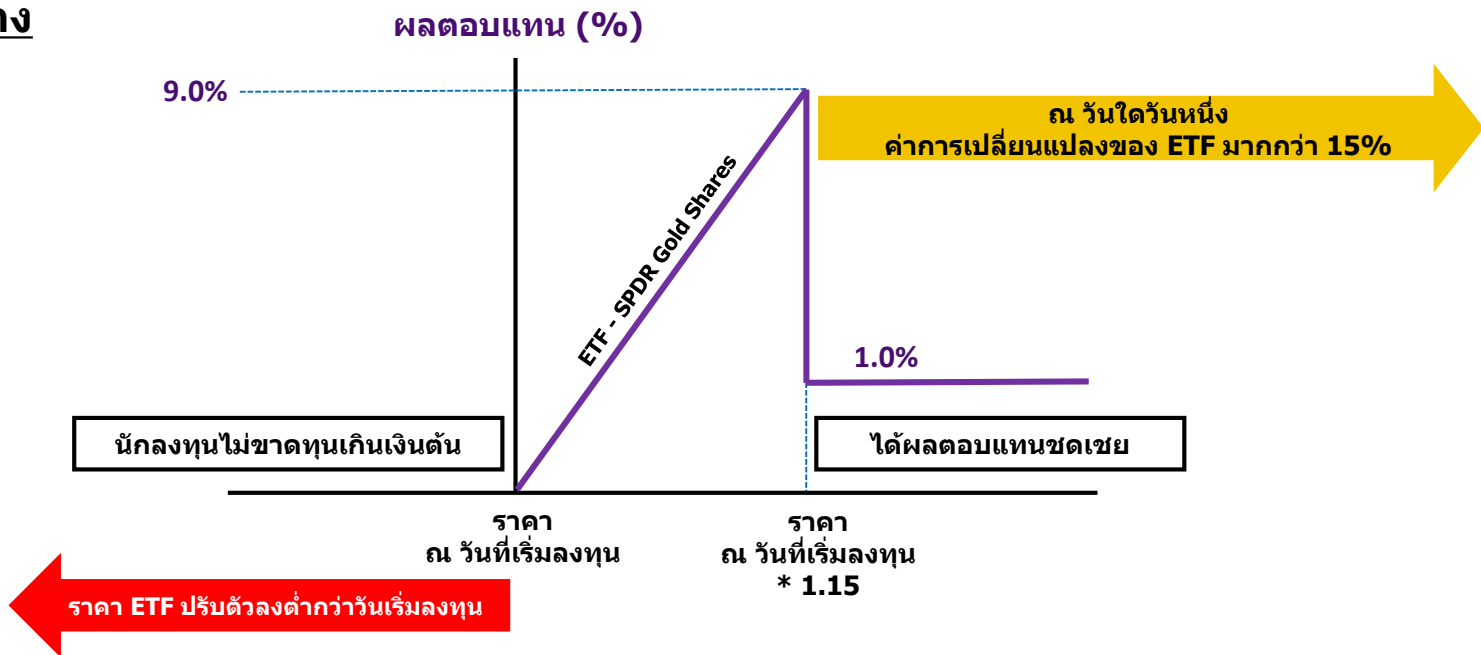 ผลตอบแทน (%)
9.0%
ณ วันใดวันหนึ่ง
ค่าการเปลี่ยนแปลงของ ETF มากกว่า 15%
ETF - SPDR Gold Shares
1.0%
นักลงทุนไม่ขาดทุนเกินเงินต้น
ได้ผลตอบแทนชดเชย
ราคา
ณ วันที่เริ่มลงทุน
ราคา
ณ วันที่เริ่มลงทุน
* 1.15
ราคา ETF ปรับตัวลงต่ำกว่าวันเริ่มลงทุน